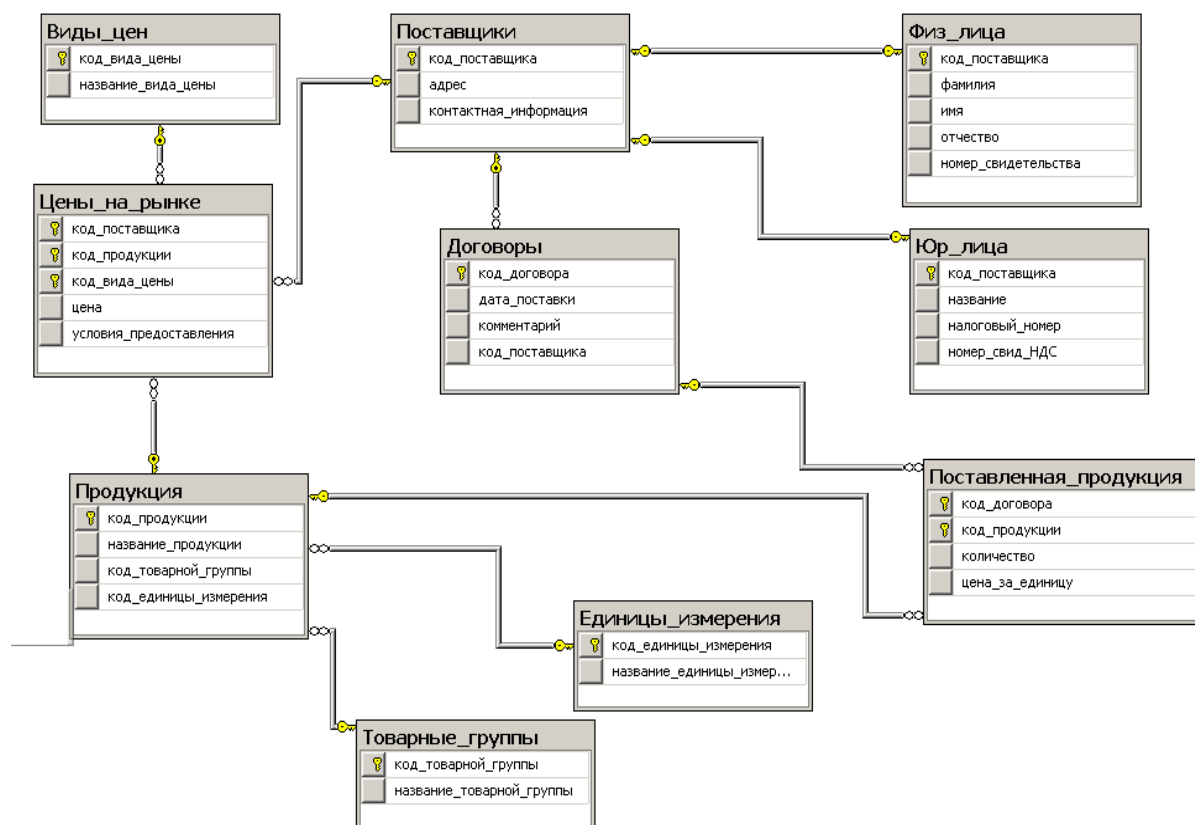 Виды_цен
код_вида_цены
название_вида_цены
Поставщики
код_поставщика
адрес
контактная_информация
Физ_лица
код_поставщика
фамилия
имя
отчество
номер_свидетельства
Цены_на_рынке
код_поставщика
код_продукции
код_вида_цены
цена
условия_предоставления
Договоры
код_договора
дата_поставки
комментарий
код_поставщика
Юр_лица
код_поставщика
название
налоговый_номер
номер_свид_НДС
Продукция
код_продукции
название_продукции
код_товарной_группы
код_единицы_измерения
Поставленная_продукция
код_договора
код_продукции
количество
цена_за_единицу
Единицы_измерения
код_единицы_измерения
название_единицы_измер...
Товарные_группы
код_товарной_группы
название_товарной_группы